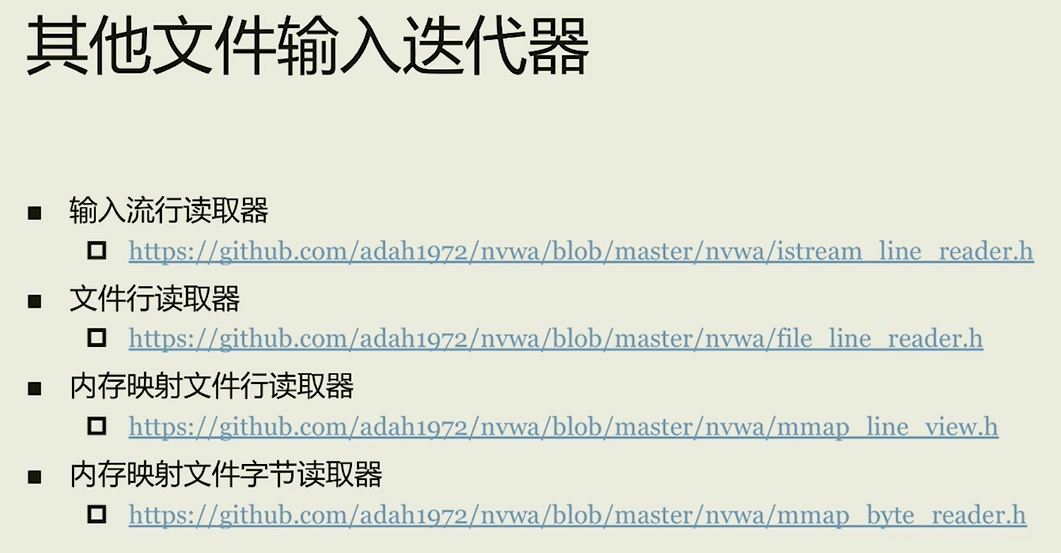 其他文件输入迭代器
■ 输入流行读取器
https://github.com/adah1972/nvwa/blob/master/nvwa/istream_line_reader.h
■ 文件行读取器
https://github.com/adah1972/nvwa/blob/master/nvwa/file_line_reader.h
■ 内存映射文件行读取器
https://github.com/adah1972/nvwa/blob/master/nvwa/mmap_line_view.h
■ 内存映射文件字节读取器
https://github.com/adah1972/nvwa/blob/master/nvwa/mmap_byte_reader.h